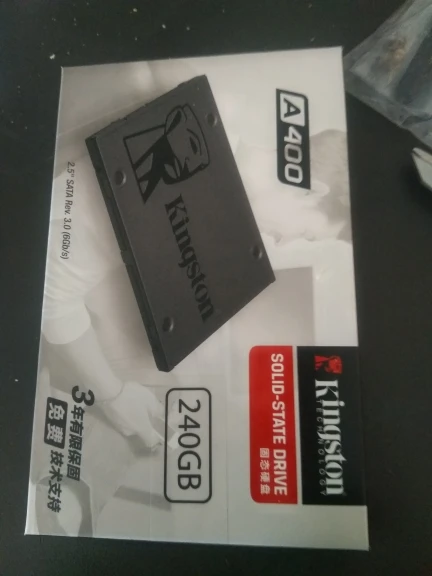 A400
Kingston
2.5" SATA Rev. 3.0 (6Gb/s)
Kingston
TECHNOLOGY
SOLID-STATE DRIVE
固态硬盘
240GB
3年有限保固
免费 技术支持